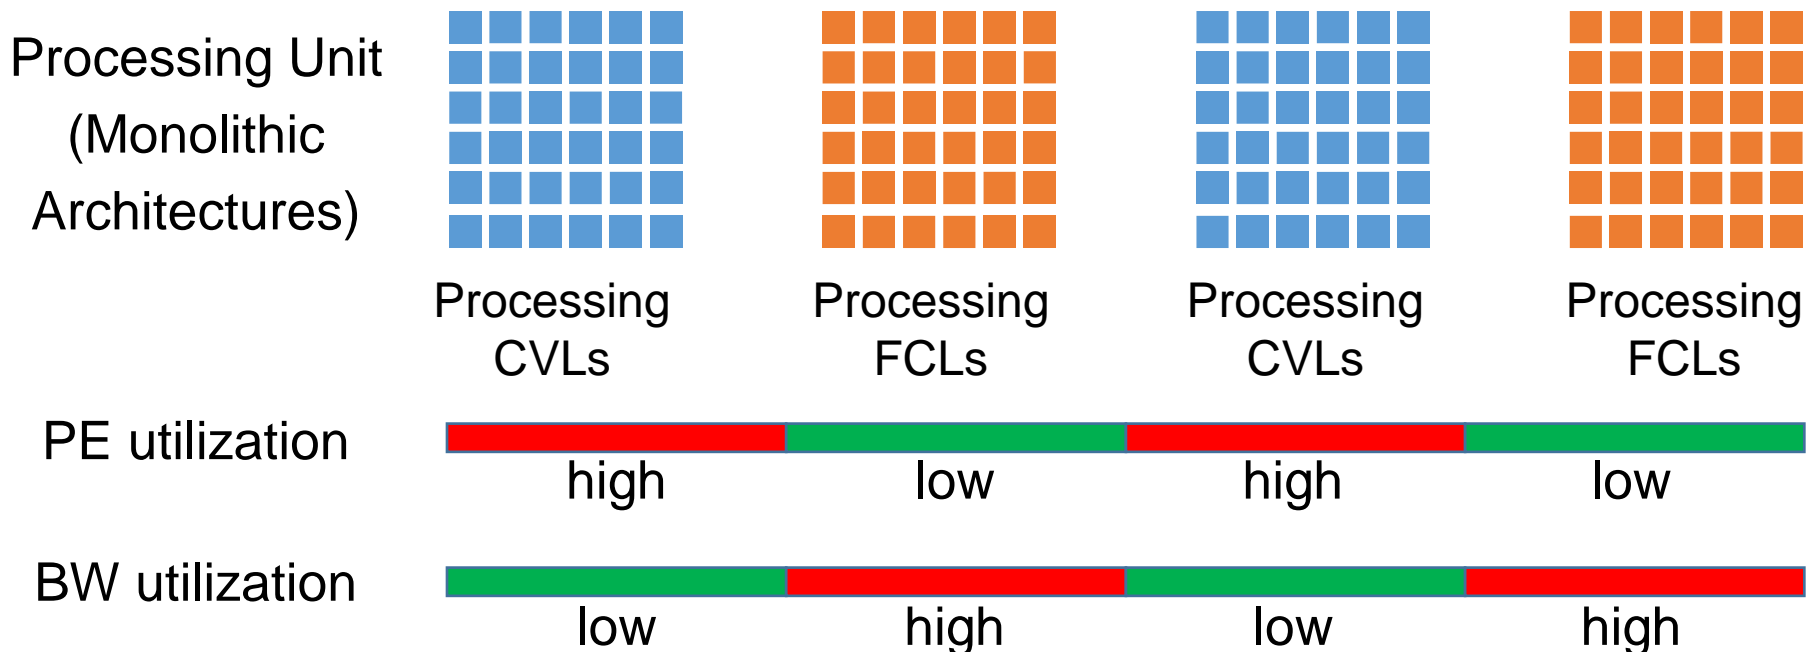 Processing Unit
(Monolithic
Architectures)
Processing
CVLs
Processing
FCLs
Processing
CVLs
Processing
FCLs
PE utilization
high low high low
BW utilization
low high low high